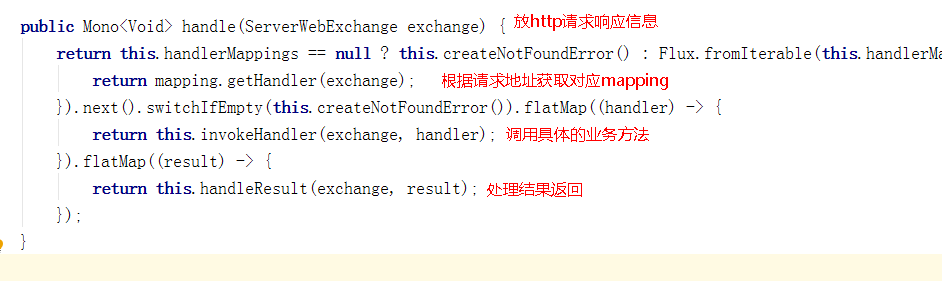 public Mono<Void> handle(ServerWebExchange exchange) { 放http请求响应信息
return this.handlerMappings == null ? this.createNotFoundError() : Flux.fromIterable(this.handlerMa
return mapping.getHandler(exchange); 根据请求地址获取对应mapping
}).next().switchIfEmpty(this.createNotFoundError()).flatMap((handler) -> {
return this.invokeHandler(exchange, handler); 调用具体的业务方法
}).flatMap((result) -> {
return this.handleResult(exchange, result); 处理结果返回
});
}